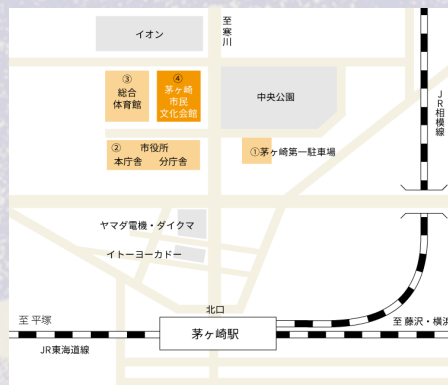 イオン
至寒川
③
総合
体育館
④
茅ヶ崎
市民
文化会館
中央公園
JR相模線
② 市役所
本庁舎 分庁舎
①茅ヶ崎第一駐車場
ヤマダ電機・ダイクマ
イトーヨーカドー
北口
至 平塚
茅ヶ崎駅
至 藤沢・横浜
JR東海道線